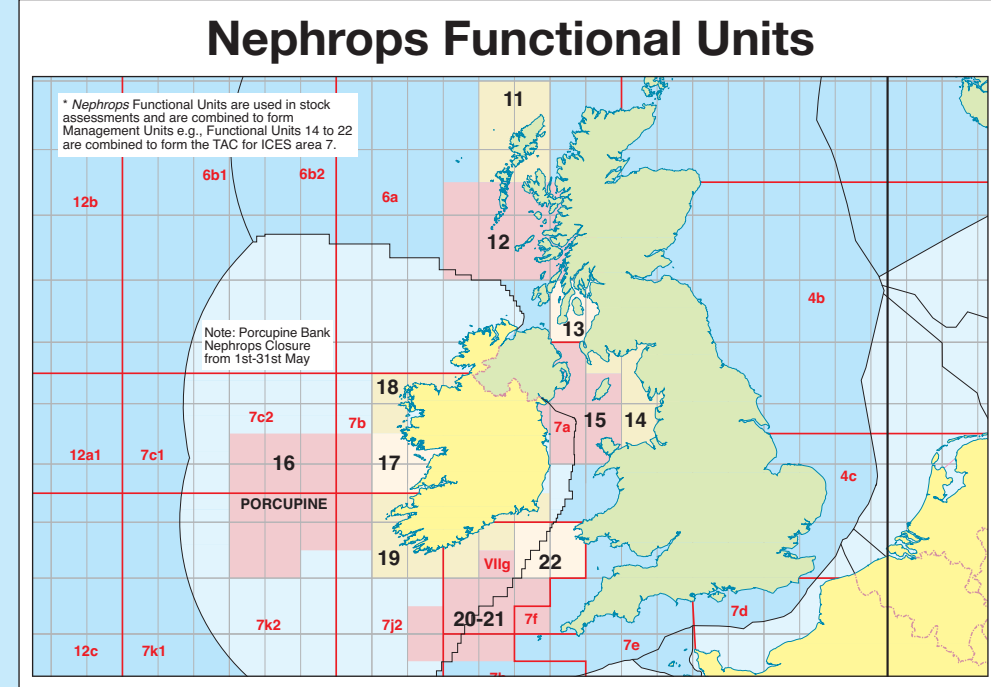 Nephrops Functional Units
* Nephrops Functional Units are used in stock
assessments and are combined to form
Management Units e.g., Functional Units 14 to 22
are combined to form the TAC for ICES area 7.
11
6b1
6b2
6a
12b
12
4b
13
Note: Porcupine Bank
Nephrops Closure
from 1st-31st May
18
7c2
7b
7a
15
14
12a1
7c1
16
17
4c
PORCUPINE
19
VIIg
22
7k2
7j2
20-21
7f
7d
7e
12c
7k1